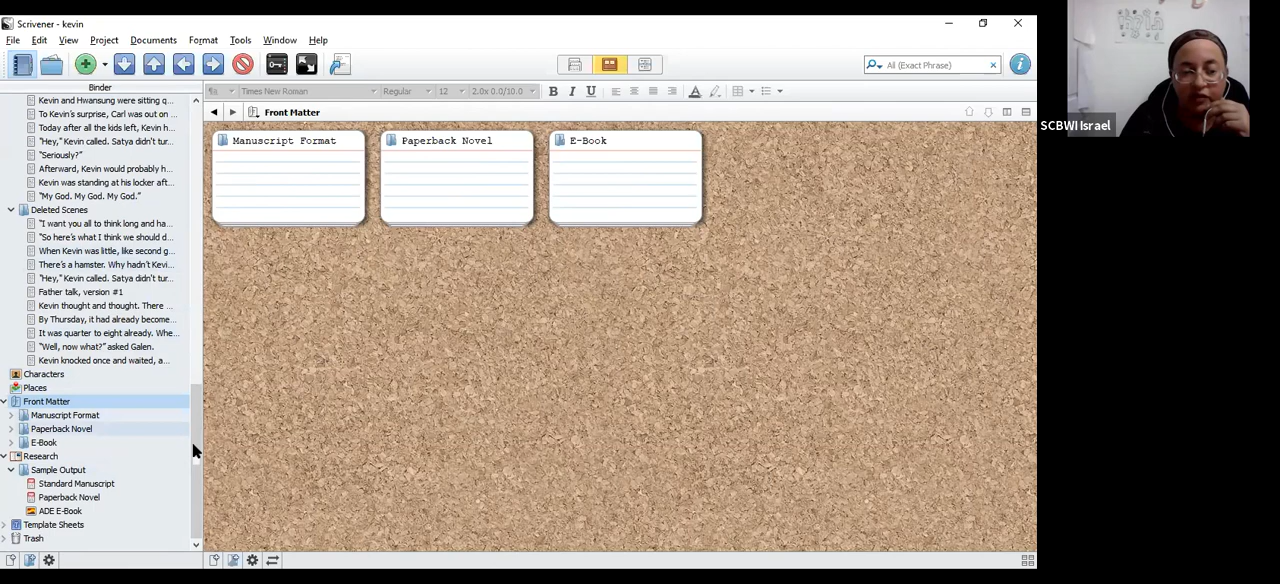 Scrivener - kevin
File Edit View Project Documents Format Tools Window Help
All (Exact Phrase)
Binder
Times New Roman Regular 12 2.0x 0.0/10.0 B I U A
Front Matter
Kevin and Hwansung were sitting q...
To Kevin's surprise, Carl was out on ...
Today after all the kids left, Kevin h...
"Hey," Kevin called. Satya didn't tur...
"Seriously?"
Afterward, Kevin would probably h...
Kevin was standing at his locker aft...
"My God. My God. My God."
Deleted Scenes
"I want you all to think long and ha...
"So here's what I think we should d...
When Kevin was little, like second g...
There's a hamster. Why hadn't Kevi...
"Hey," Kevin called. Satya didn't tur...
Father talk, version #1
Kevin thought and thought. There ...
By Thursday, it had already become...
It was quarter to eight already. Whe...
"Well, now what?" asked Galen.
Kevin knocked once and waited, a...
Characters
Places
Front Matter
Manuscript Format
Paperback Novel
E-Book
Research
Sample Output
Standard Manuscript
Paperback Novel
ADE E-Book
Template Sheets
Trash
Manuscript Format
Paperback Novel
E-Book
SCBWI Israel